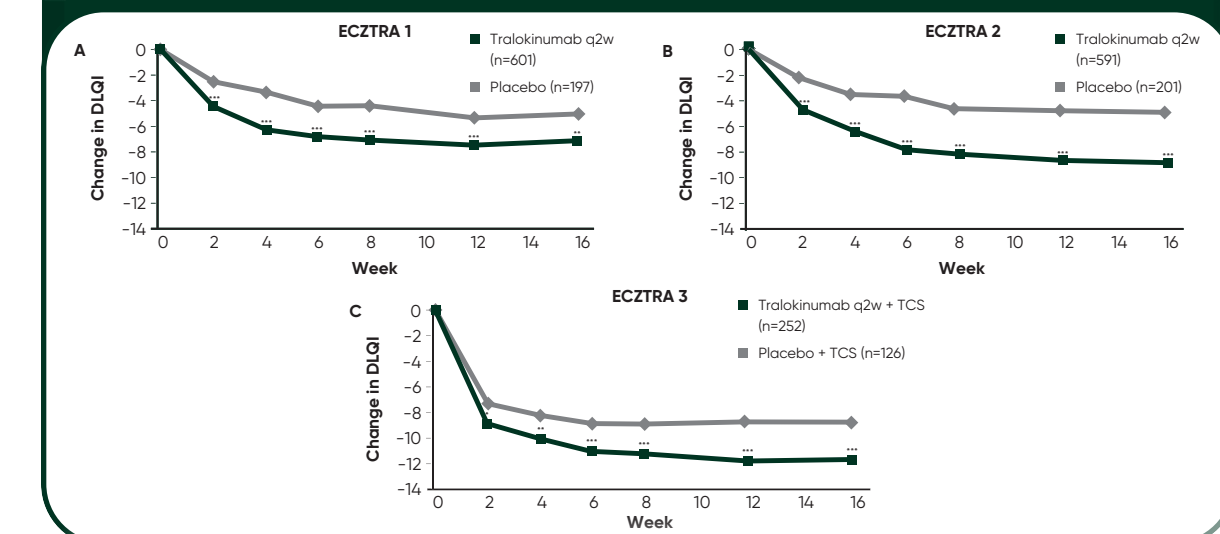 ECZTRA 1
A
Tralokinumab q2w
(n=601)
Placebo (n=197)
Change in DLQI
0
−2
−4
−6
−8
−10
−12
−14
*** *** *** *** *** **
0 2 4 6 8 10 12 14 16
Week
ECZTRA 2
B
Tralokinumab q2w
(n=591)
Placebo (n=201)
Change in DLQI
0
−2
−4
−6
−8
−10
−12
−14
*** *** *** *** *** ***
0 2 4 6 8 10 12 14 16
Week
ECZTRA 3
C
Tralokinumab q2w + TCS
(n=252)
Placebo + TCS (n=126)
Change in DLQI
0
−2
−4
−6
−8
−10
−12
−14
* ** *** *** *** ***
0 2 4 6 8 10 12 14 16
Week